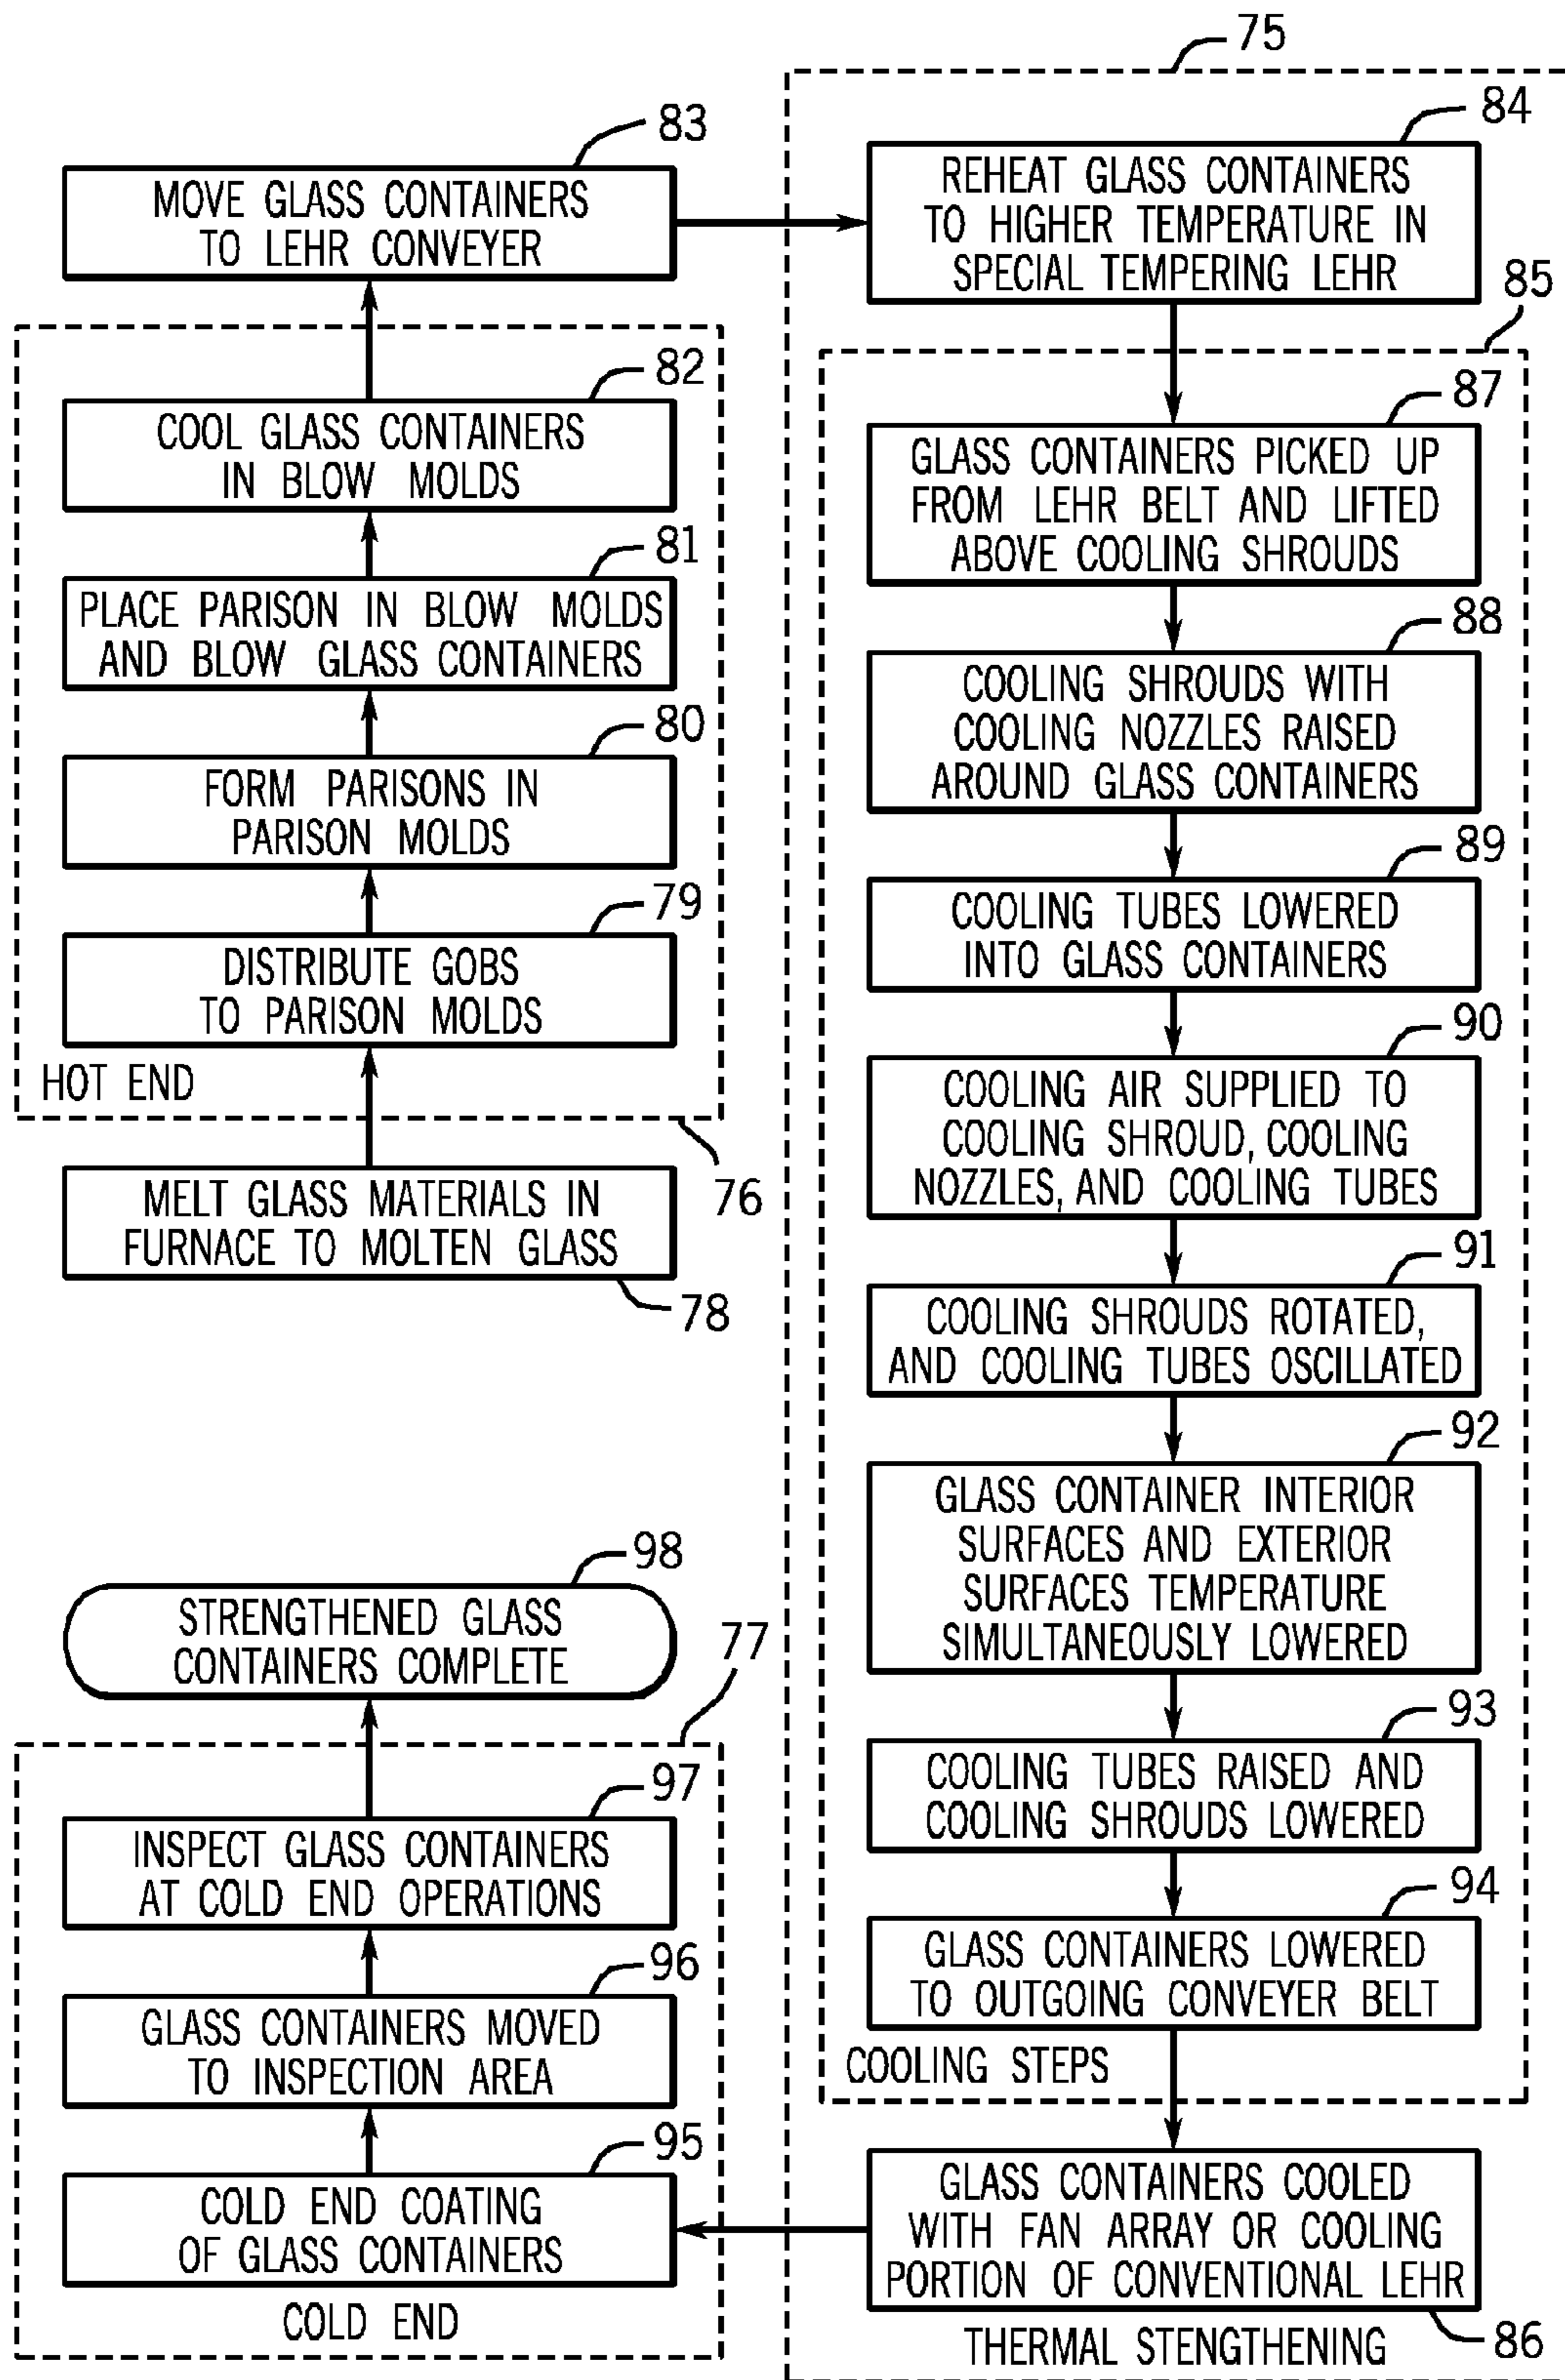 75
83
MOVE GLASS CONTAINERS
TO LEHR CONVEYER
82
COOL GLASS CONTAINERS
IN BLOW MOLDS
81
PLACE PARISON IN BLOW MOLDS
AND BLOW GLASS CONTAINERS
80
FORM PARISONS IN
PARISON MOLDS
79
DISTRIBUTE GOBS
TO PARISON MOLDS
HOT END
76
MELT GLASS MATERIALS IN
FURNACE TO MOLTEN GLASS
78
84
REHEAT GLASS CONTAINERS
TO HIGHER TEMPERATURE IN
SPECIAL TEMPERING LEHR
85
87
GLASS CONTAINERS PICKED UP
FROM LEHR BELT AND LIFTED
ABOVE COOLING SHROUDS
88
COOLING SHROUDS WITH
COOLING NOZZLES RAISED
AROUND GLASS CONTAINERS
89
COOLING TUBES LOWERED
INTO GLASS CONTAINERS
90
COOLING AIR SUPPLIED TO
COOLING SHROUD, COOLING
NOZZLES, AND COOLING TUBES
91
COOLING SHROUDS ROTATED,
AND COOLING TUBES OSCILLATED
92
GLASS CONTAINER INTERIOR
SURFACES AND EXTERIOR
SURFACES TEMPERATURE
SIMULTANEOUSLY LOWERED
93
COOLING TUBES RAISED AND
COOLING SHROUDS LOWERED
94
GLASS CONTAINERS LOWERED
TO OUTGOING CONVEYER BELT
COOLING STEPS
GLASS CONTAINERS COOLED
WITH FAN ARRAY OR COOLING
PORTION OF CONVENTIONAL LEHR
86
THERMAL STENGTHENING
98
STRENGTHENED GLASS
CONTAINERS COMPLETE
77
97
INSPECT GLASS CONTAINERS
AT COLD END OPERATIONS
96
GLASS CONTAINERS MOVED
TO INSPECTION AREA
95
COLD END COATING
OF GLASS CONTAINERS
COLD END